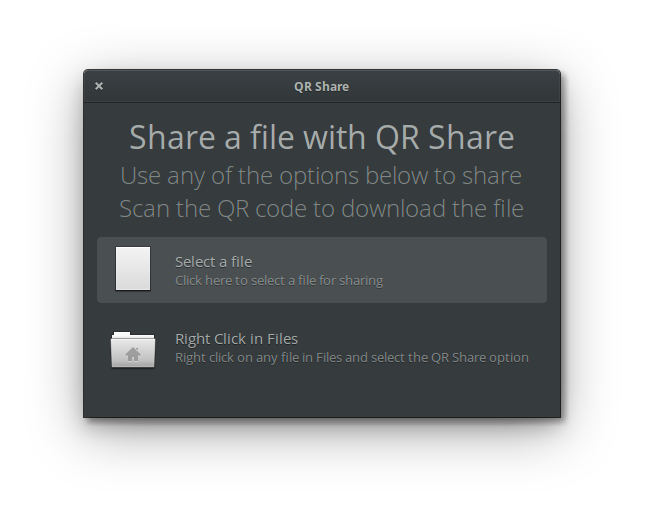 QR Share
Share a file with QR Share
Use any of the options below to share
Scan the QR code to download the file
Select a file
Click here to select a file for sharing
Right Click in Files
Right click on any file in Files and select the QR Share option